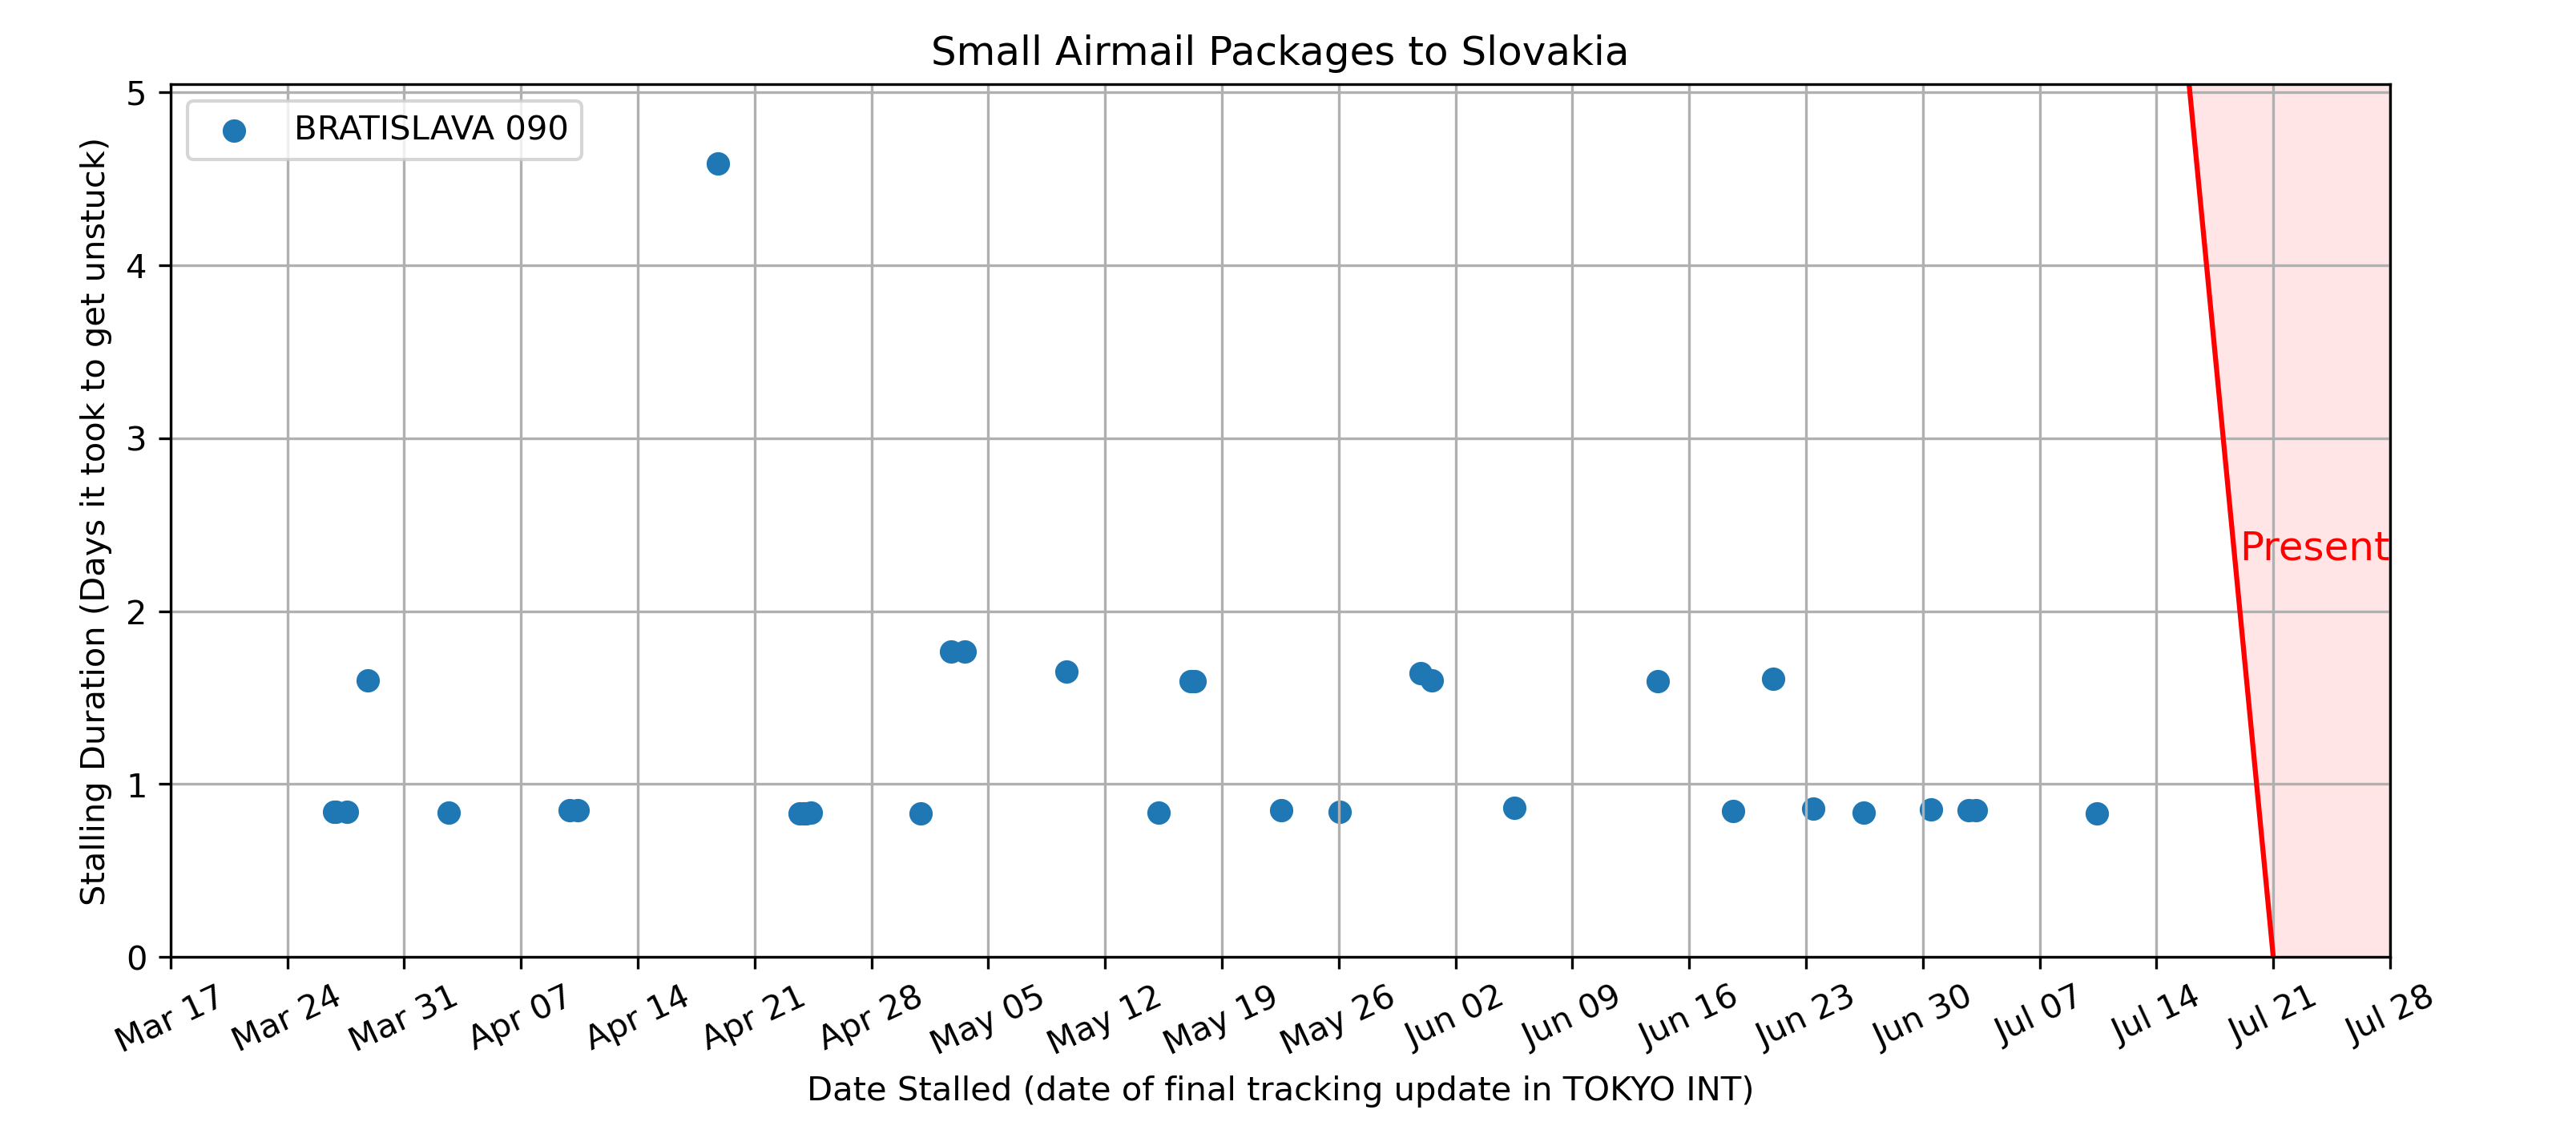 Small Airmail Packages to Slovakia
BRATISLAVA 090
Stalling Duration (Days it took to get unstuck)
5
4
3
2
1
0
Present
Mar 17
Mar 24
Mar 31
Apr 07
Apr 14
Apr 21
Apr 28
May 05
May 12
May 19
May 26
Jun 02
Jun 09
Jun 16
Jun 23
Jun 30
Jul 07
Jul 14
Jul 21
Jul 28
Date Stalled (date of final tracking update in TOKYO INT)